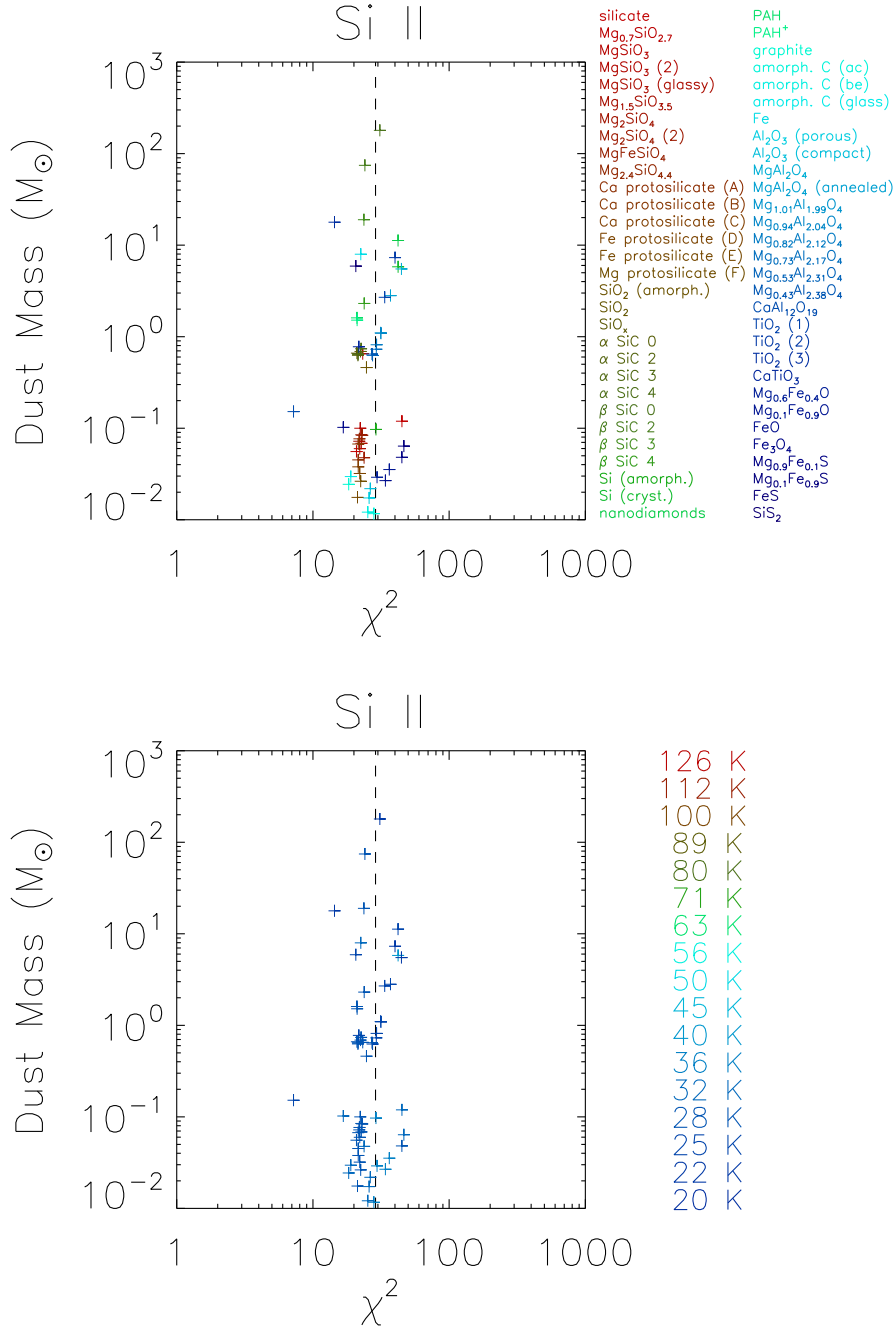 Si II
Dust Mass (M☉)
10³
10²
10¹
10⁰
10⁻¹
10⁻²
1 10 100 1000
χ²
silicate
Mg₀.₇SiO₂.₇
MgSiO₃
MgSiO₃ (2)
MgSiO₃ (glassy)
Mg₁.₅SiO₃.₅
Mg₂SiO₄
Mg₂SiO₄ (2)
MgFeSiO₄
Mg₂.₄SiO₄.₄
Ca protosilicate (A)
Ca protosilicate (B)
Ca protosilicate (C)
Fe protosilicate (D)
Fe protosilicate (E)
Mg protosilicate (F)
SiO₂ (amorph.)
SiO₂
SiOₓ
α SiC 0
α SiC 2
α SiC 3
α SiC 4
β SiC 0
β SiC 2
β SiC 3
β SiC 4
Si (amorph.)
Si (cryst.)
nanodiamonds
PAH
PAH⁺
graphite
amorph. C (ac)
amorph. C (be)
amorph. C (glass)
Fe
Al₂O₃ (porous)
Al₂O₃ (compact)
MgAl₂O₄
MgAl₂O₄ (annealed)
Mg₁.₀₁Al₁.₉₉O₄
Mg₀.₉₄Al₂.₀₄O₄
Mg₀.₈₂Al₂.₁₂O₄
Mg₀.₇₃Al₂.₁₇O₄
Mg₀.₅₃Al₂.₃₁O₄
Mg₀.₄₃Al₂.₃₈O₄
CaAl₁₂O₁₉
TiO₂ (1)
TiO₂ (2)
TiO₂ (3)
CaTiO₃
Mg₀.₆Fe₀.₄O
Mg₀.₁Fe₀.₉O
FeO
Fe₃O₄
Mg₀.₉Fe₀.₁S
Mg₀.₁Fe₀.₉S
FeS
SiS₂
Si II
Dust Mass (M☉)
10³
10²
10¹
10⁰
10⁻¹
10⁻²
1 10 100 1000
χ²
126 K
112 K
100 K
89 K
80 K
71 K
63 K
56 K
50 K
45 K
40 K
36 K
32 K
28 K
25 K
22 K
20 K